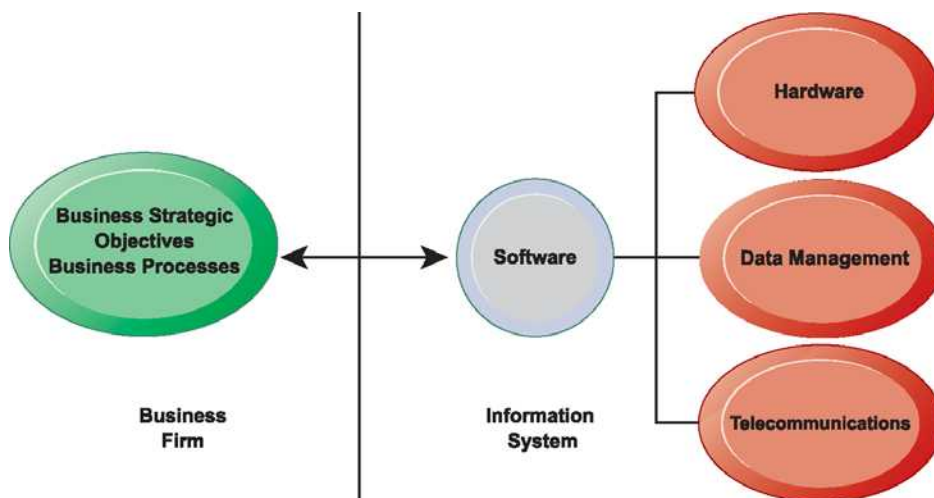 Business Strategic
Objectives
Business Processes
Business
Firm
Software
Information
System
Hardware
Data Management
Telecommunications